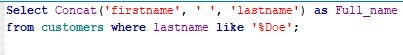 Select Concat('firstname', ' ', 'lastname') as Full_name
from customers where lastname like '%Doe';